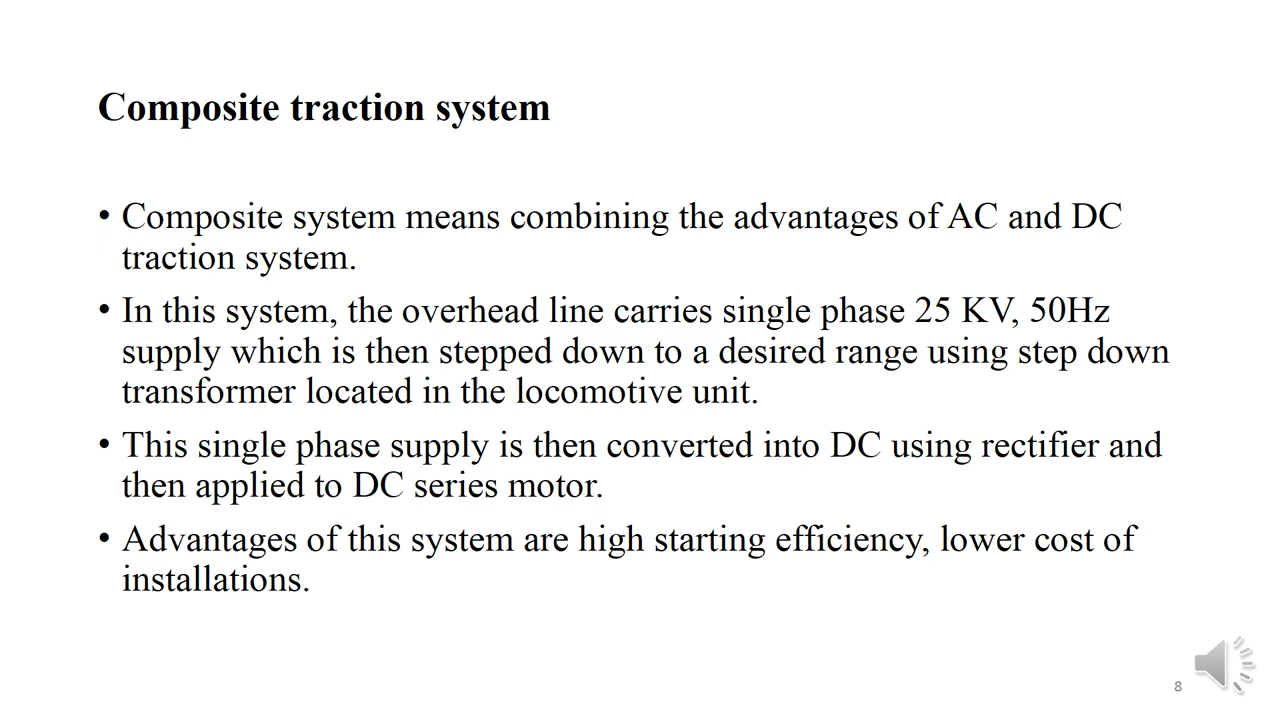 Composite traction system
• Composite system means combining the advantages of AC and DC
traction system.
• In this system, the overhead line carries single phase 25 KV, 50Hz
supply which is then stepped down to a desired range using step down
transformer located in the locomotive unit.
• This single phase supply is then converted into DC using rectifier and
then applied to DC series motor.
• Advantages of this system are high starting efficiency, lower cost of
installations.
8